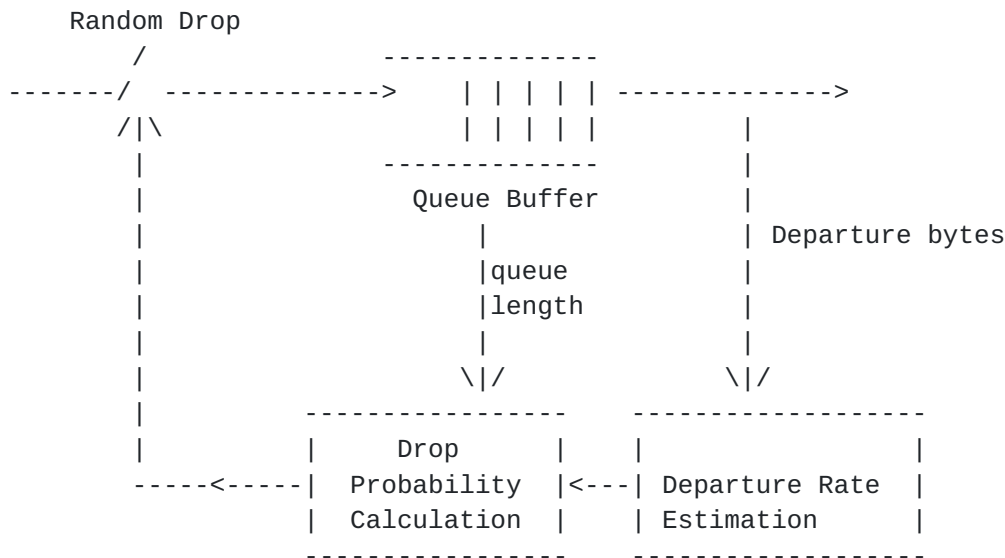 Random Drop
Queue Buffer
Departure bytes
queue
length
Drop
Probability
Calculation
Departure Rate
Estimation